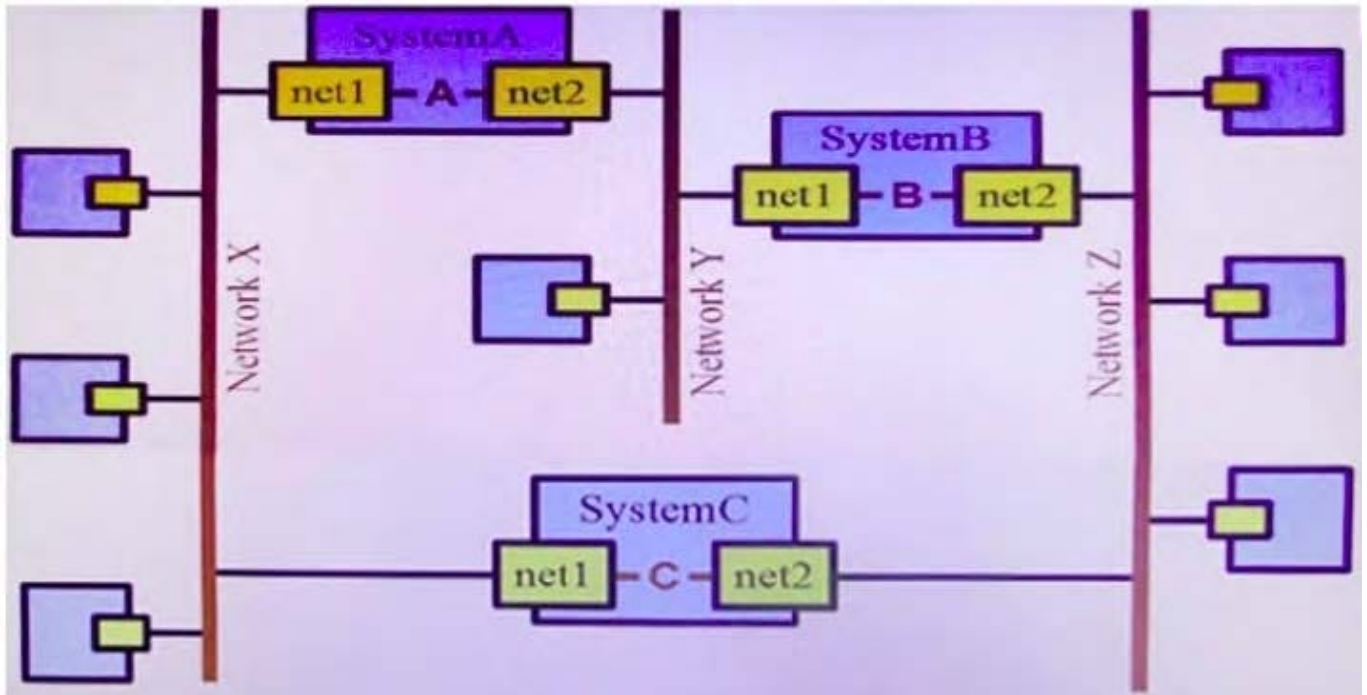 SystemA
net1 A net2
SystemB
net1 B net2
Network X
Network Y
Network Z
SystemC
net1 C net2